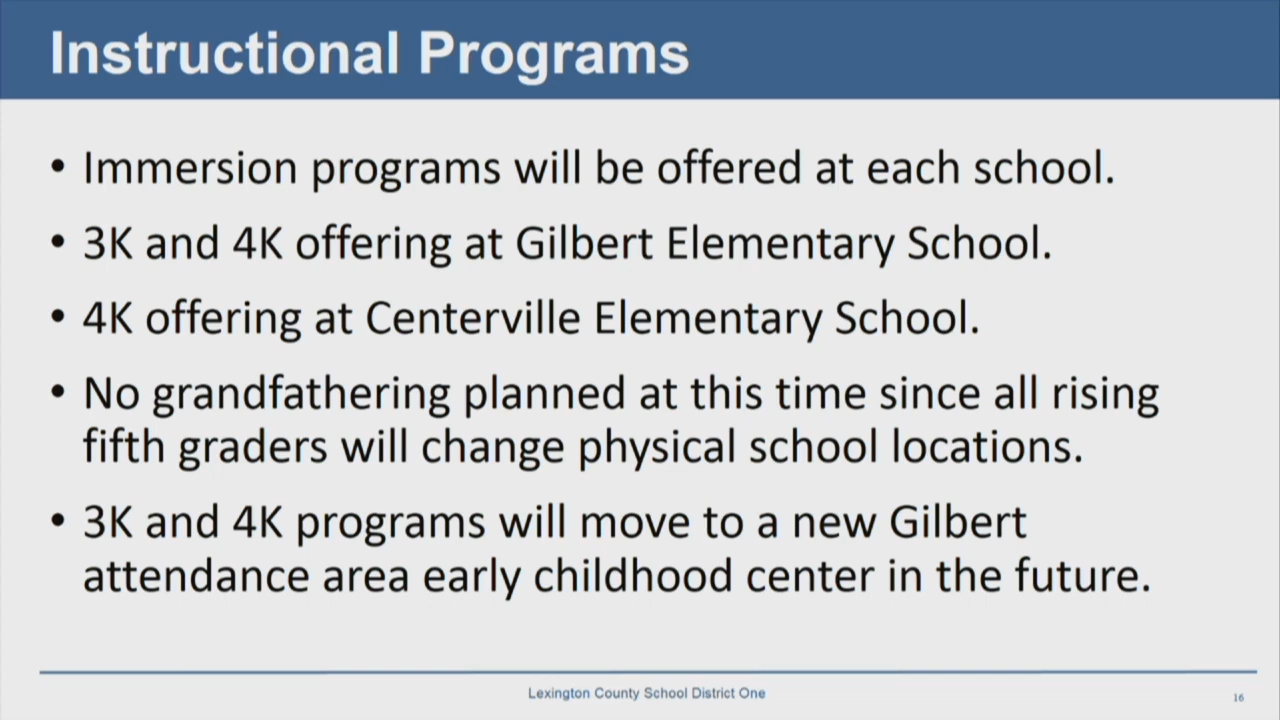 Instructional Programs
• Immersion programs will be offered at each school.
• 3K and 4K offering at Gilbert Elementary School.
• 4K offering at Centerville Elementary School.
• No grandfathering planned at this time since all rising
fifth graders will change physical school locations.
• 3K and 4K programs will move to a new Gilbert
attendance area early childhood center in the future.
Lexington County School District One
16